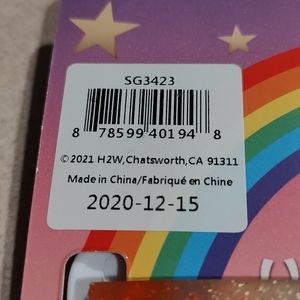 SG3423
8 78599 40194 8
© 2021 H2W,Chatsworth,CA 91311
Made in China/Fabriqué en Chine
2020-12-15